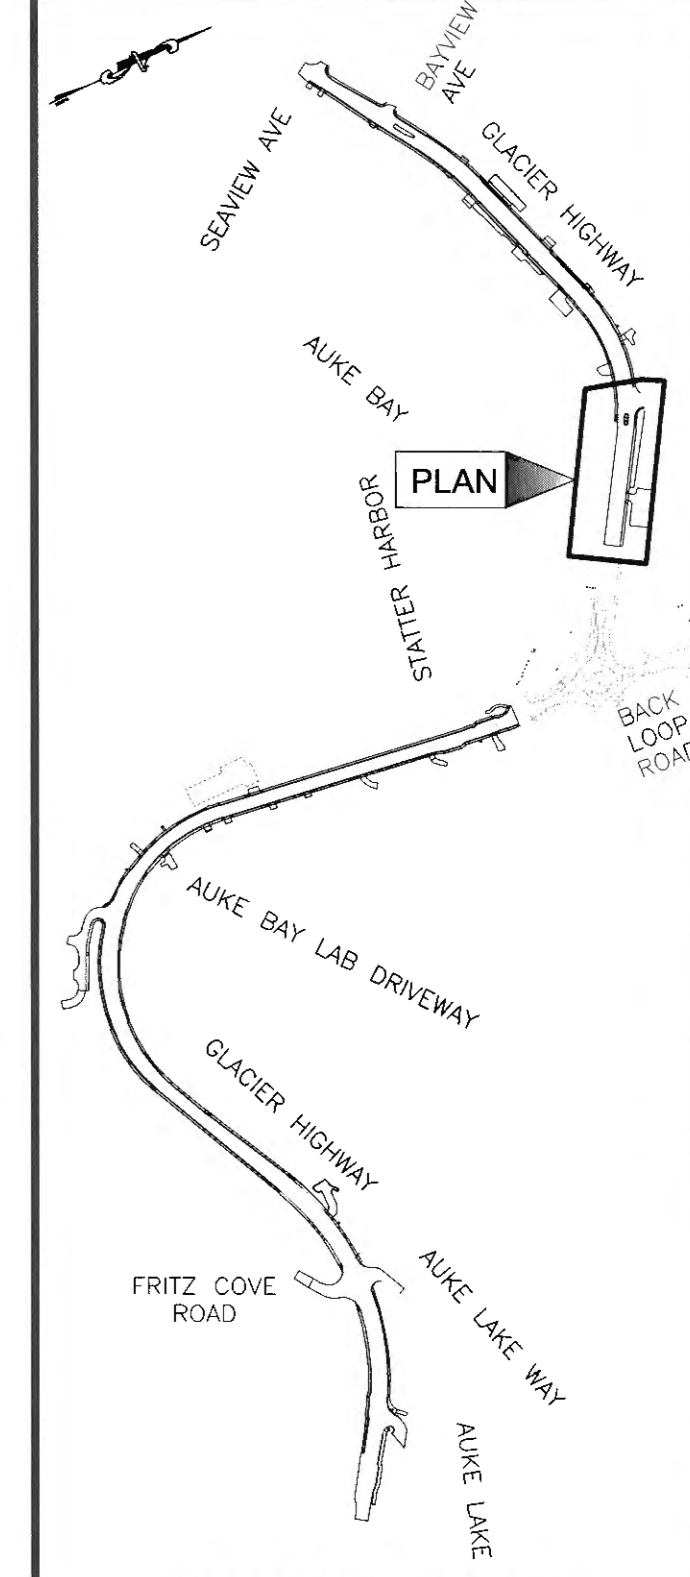 N
BAYVIEW
AVE
SEAVIEW AVE
GLACIER HIGHWAY
AUKE BAY
PLAN
STATTER HARBOR
BACK
LOOP
ROAD
AUKE BAY LAB DRIVEWAY
GLACIER HIGHWAY
FRITZ COVE
ROAD
AUKE LAKE WAY
AUKE LAKE